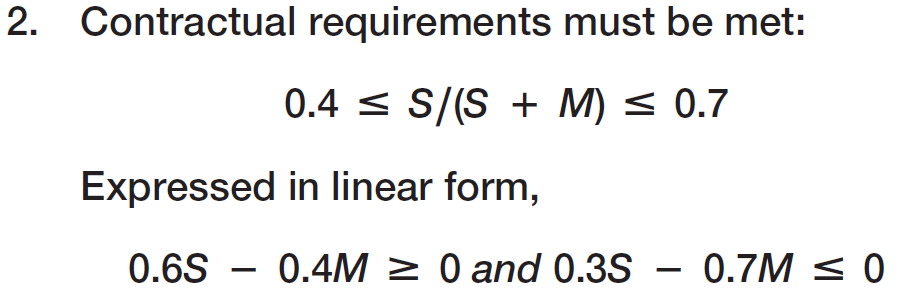 2. Contractual requirements must be met:
0.4 ≤ S/(S + M) ≤ 0.7
Expressed in linear form,
0.6S − 0.4M ≥ 0 and 0.3S − 0.7M ≤ 0